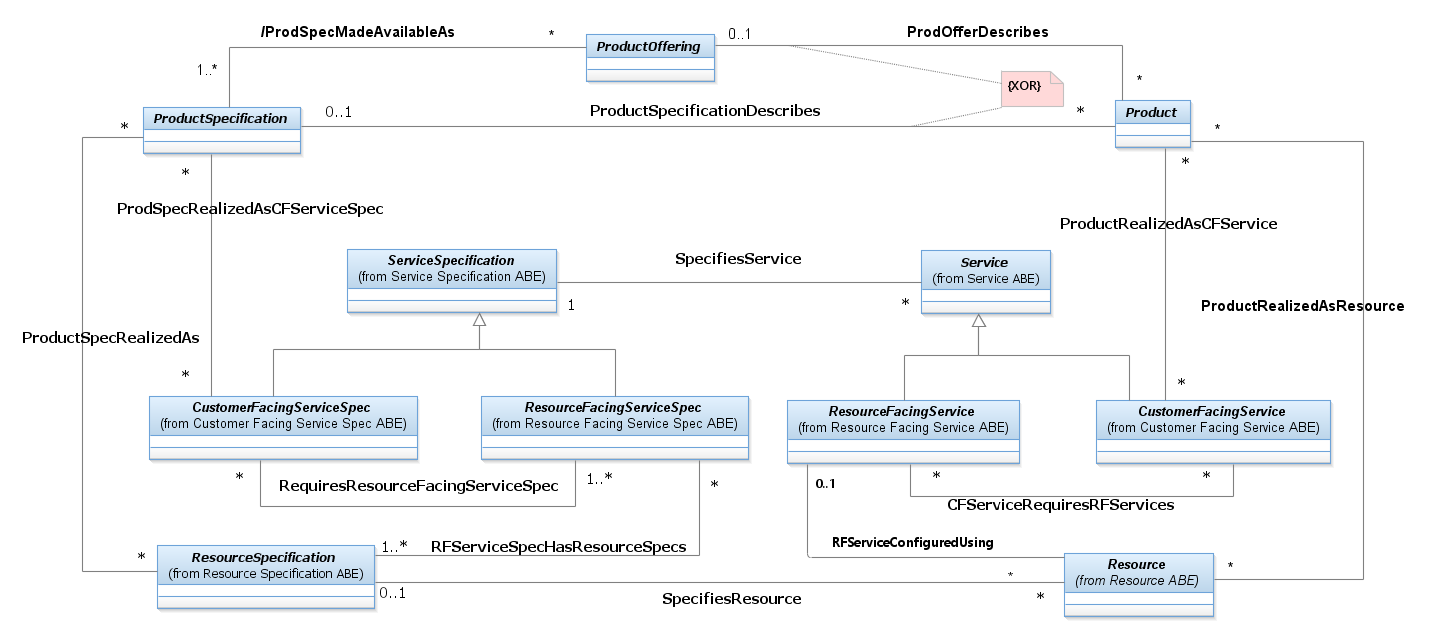 /ProdSpecMadeAvailableAs
*
ProductOffering
0..1
ProdOfferDescribes
1..*
*
{XOR}
ProductSpecification
0..1
ProductSpecificationDescribes
*
Product
*
*
*
*
ProdSpecRealizedAsCFServiceSpec
ProductRealizedAsCFService
ServiceSpecification
(from Service Specification ABE)
SpecifiesService
Service
(from Service ABE)
1
*
ProductRealizedAsResource
ProductSpecRealizedAs
*
*
CustomerFacingServiceSpec
(from Customer Facing Service Spec ABE)
ResourceFacingServiceSpec
(from Resource Facing Service Spec ABE)
ResourceFacingService
(from Resource Facing Service ABE)
CustomerFacingService
(from Customer Facing Service ABE)
*
RequiresResourceFacingServiceSpec
1..*
*
0..1
*
*
CFServiceRequiresRFServices
*
ResourceSpecification
(from Resource Specification ABE)
1..*
RFServiceSpecHasResourceSpecs
RFServiceConfiguredUsing
*
Resource
(from Resource ABE)
*
0..1
SpecifiesResource
*